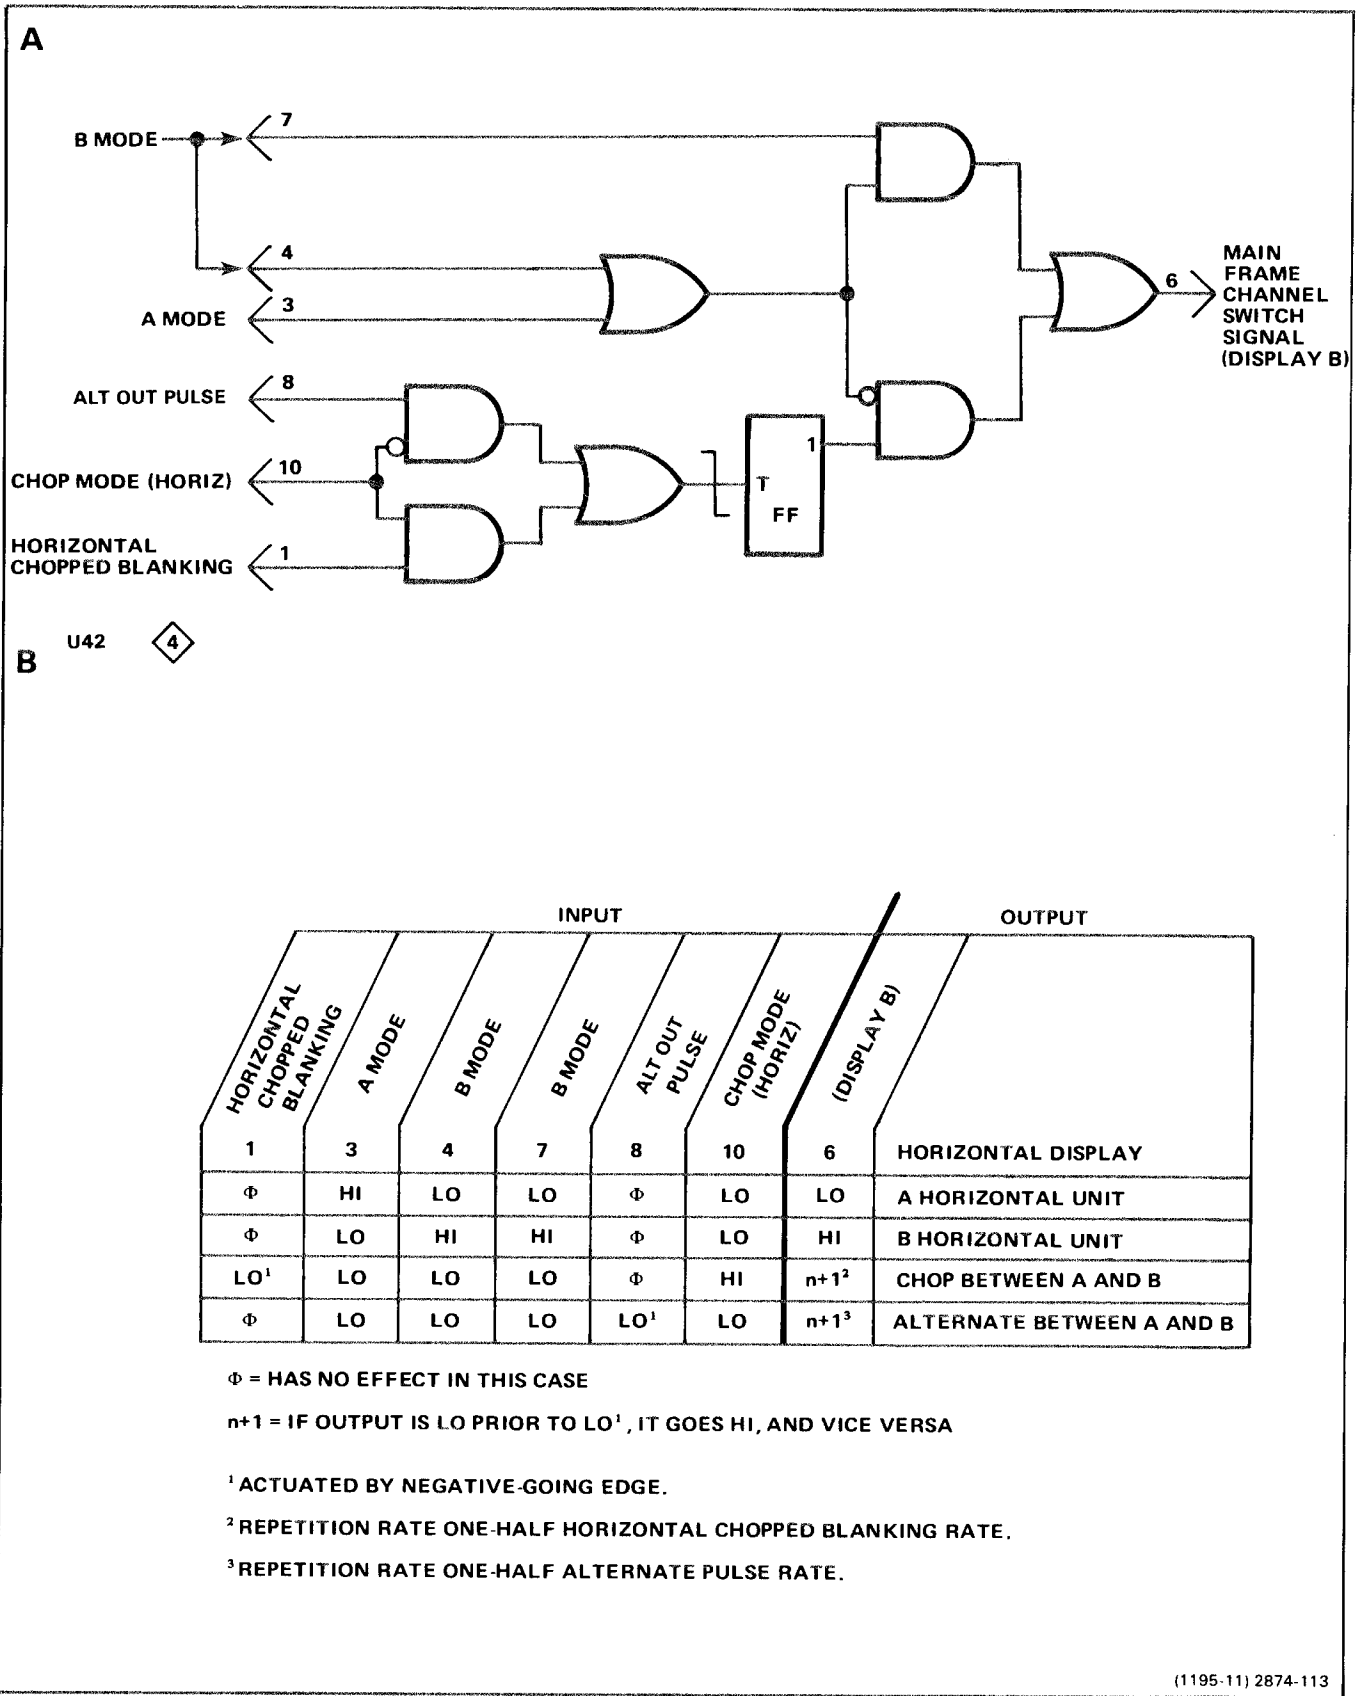 A
B MODE
7
4
A MODE
3
ALT OUT PULSE
8
CHOP MODE (HORIZ)
10
HORIZONTAL
CHOPPED BLANKING
1
T
FF
1
6
MAIN
FRAME
CHANNEL
SWITCH
SIGNAL
(DISPLAY B)
U42
4
B
INPUT
OUTPUT
HORIZONTAL
CHOPPED
BLANKING
A MODE
B MODE
B MODE
ALT OUT
PULSE
CHOP MODE
(HORIZ)
(DISPLAY B)
1 3 4 7 8 10 6 HORIZONTAL DISPLAY
Φ HI LO LO Φ LO LO A HORIZONTAL UNIT
Φ LO HI HI Φ LO HI B HORIZONTAL UNIT
LO¹ LO LO LO Φ HI n+1² CHOP BETWEEN A AND B
Φ LO LO LO LO¹ LO n+1³ ALTERNATE BETWEEN A AND B
Φ = HAS NO EFFECT IN THIS CASE
n+1 = IF OUTPUT IS LO PRIOR TO LO¹, IT GOES HI, AND VICE VERSA
¹ ACTUATED BY NEGATIVE-GOING EDGE.
² REPETITION RATE ONE-HALF HORIZONTAL CHOPPED BLANKING RATE.
³ REPETITION RATE ONE-HALF ALTERNATE PULSE RATE.
(1195-11) 2874-113